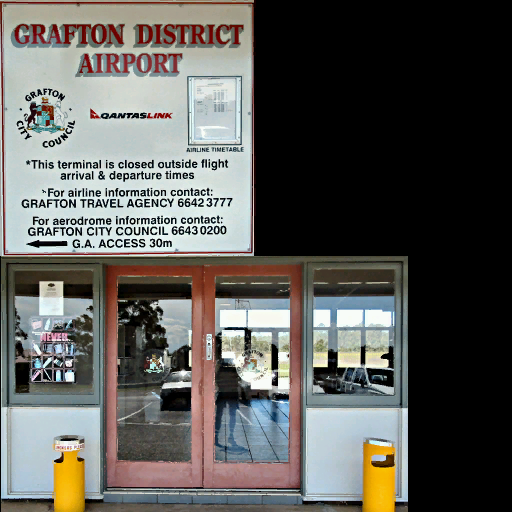 GRAFTON DISTRICT
AIRPORT
GRAFTON
CITY COUNCIL
QANTASLINK
AIRLINE TIMETABLE
*This terminal is closed outside flight
arrival & departure times
*For airline information contact:
GRAFTON TRAVEL AGENCY 6642 3777
For aerodrome information contact:
GRAFTON CITY COUNCIL 6643 0200
G.A. ACCESS 30m
NEVER